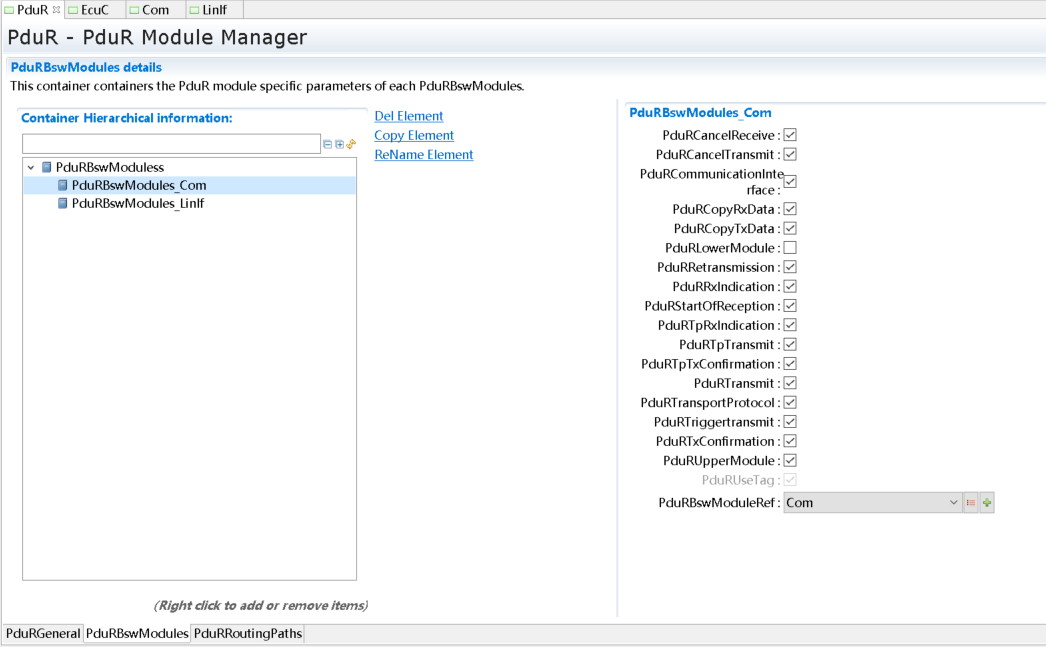 PduR EcuC Com LinIf
PduR - PduR Module Manager
PduRBswModules details
This container containers the PduR module specific parameters of each PduRBswModules.
Container Hierarchical information:
PduRBswModuless
PduRBswModules_Com
PduRBswModules_LinIf
(Right click to add or remove items)
Del Element
Copy Element
ReName Element
PduRBswModules_Com
PduRCancelReceive :
PduRCancelTransmit :
PduRCommunicationInte
rface :
PduRCopyRxData :
PduRCopyTxData :
PduRLowerModule :
PduRRetransmission :
PduRRxIndication :
PduRStartOfReception :
PduRTpRxIndication :
PduRTpTransmit :
PduRTpTxConfirmation :
PduRTransmit :
PduRTransportProtocol :
PduRTriggertransmit :
PduRTxConfirmation :
PduRUpperModule :
PduRUseTag :
PduRBswModuleRef : Com
PduRGeneral PduRBswModules PduRRoutingPaths